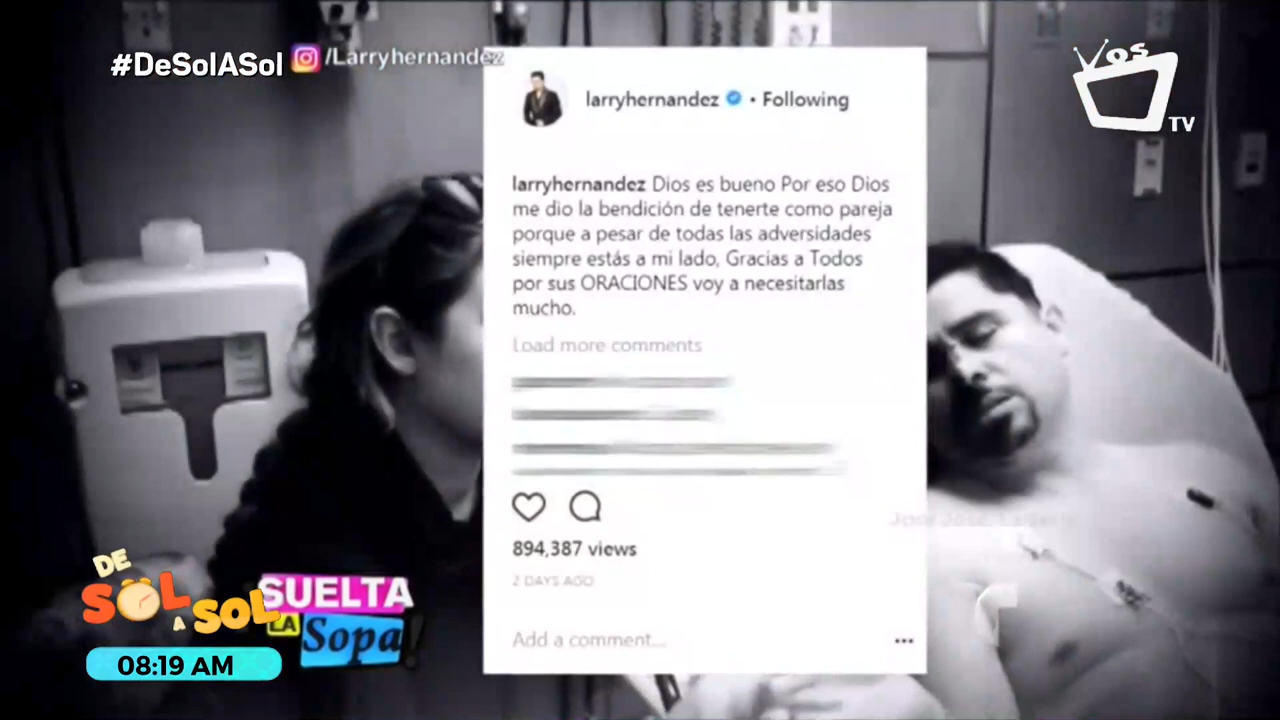 #DeSolASol
/Larryhernandez
VOS
TV
larryhernandez • Following
larryhernandez Dios es bueno Por eso Dios
me dio la bendición de tenerte como pareja
porque a pesar de todas las adversidades
siempre estás a mi lado, Gracias a Todos
por sus ORACIONES voy a necesitarlas
mucho.
Load more comments
894,387 views
2 DAYS AGO
Add a comment...
DE
SOL
A SOL
08:19 AM
SUELTA
LA
Sopa!